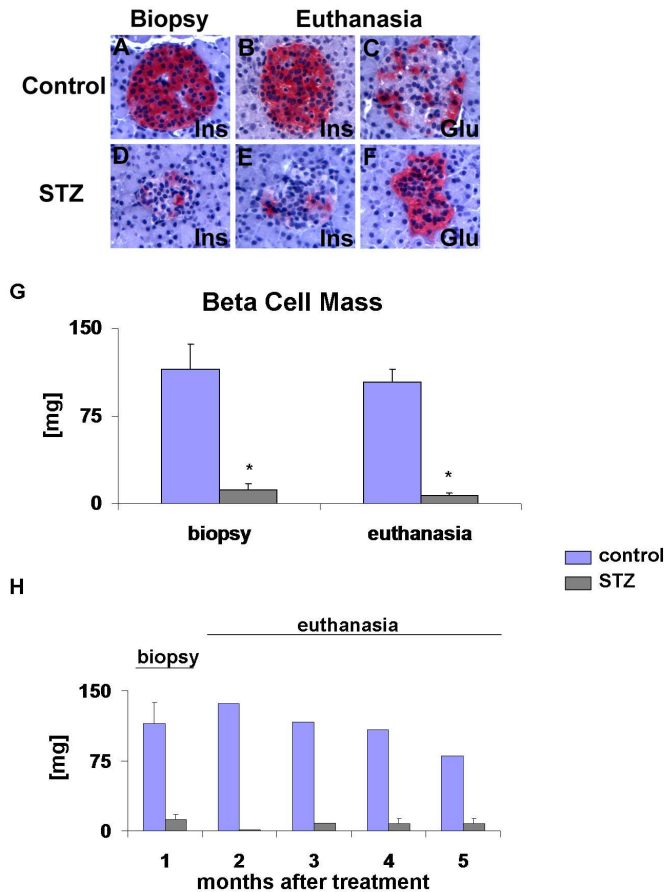 Biopsy Euthanasia
A B C
Control
Ins Ins Glu
D E F
STZ
Ins Ins Glu
G
Beta Cell Mass
150
75
[mg]
* *
0
biopsy euthanasia
control
STZ
H
euthanasia
biopsy
150
75
[mg]
0
1 2 3 4 5
months after treatment